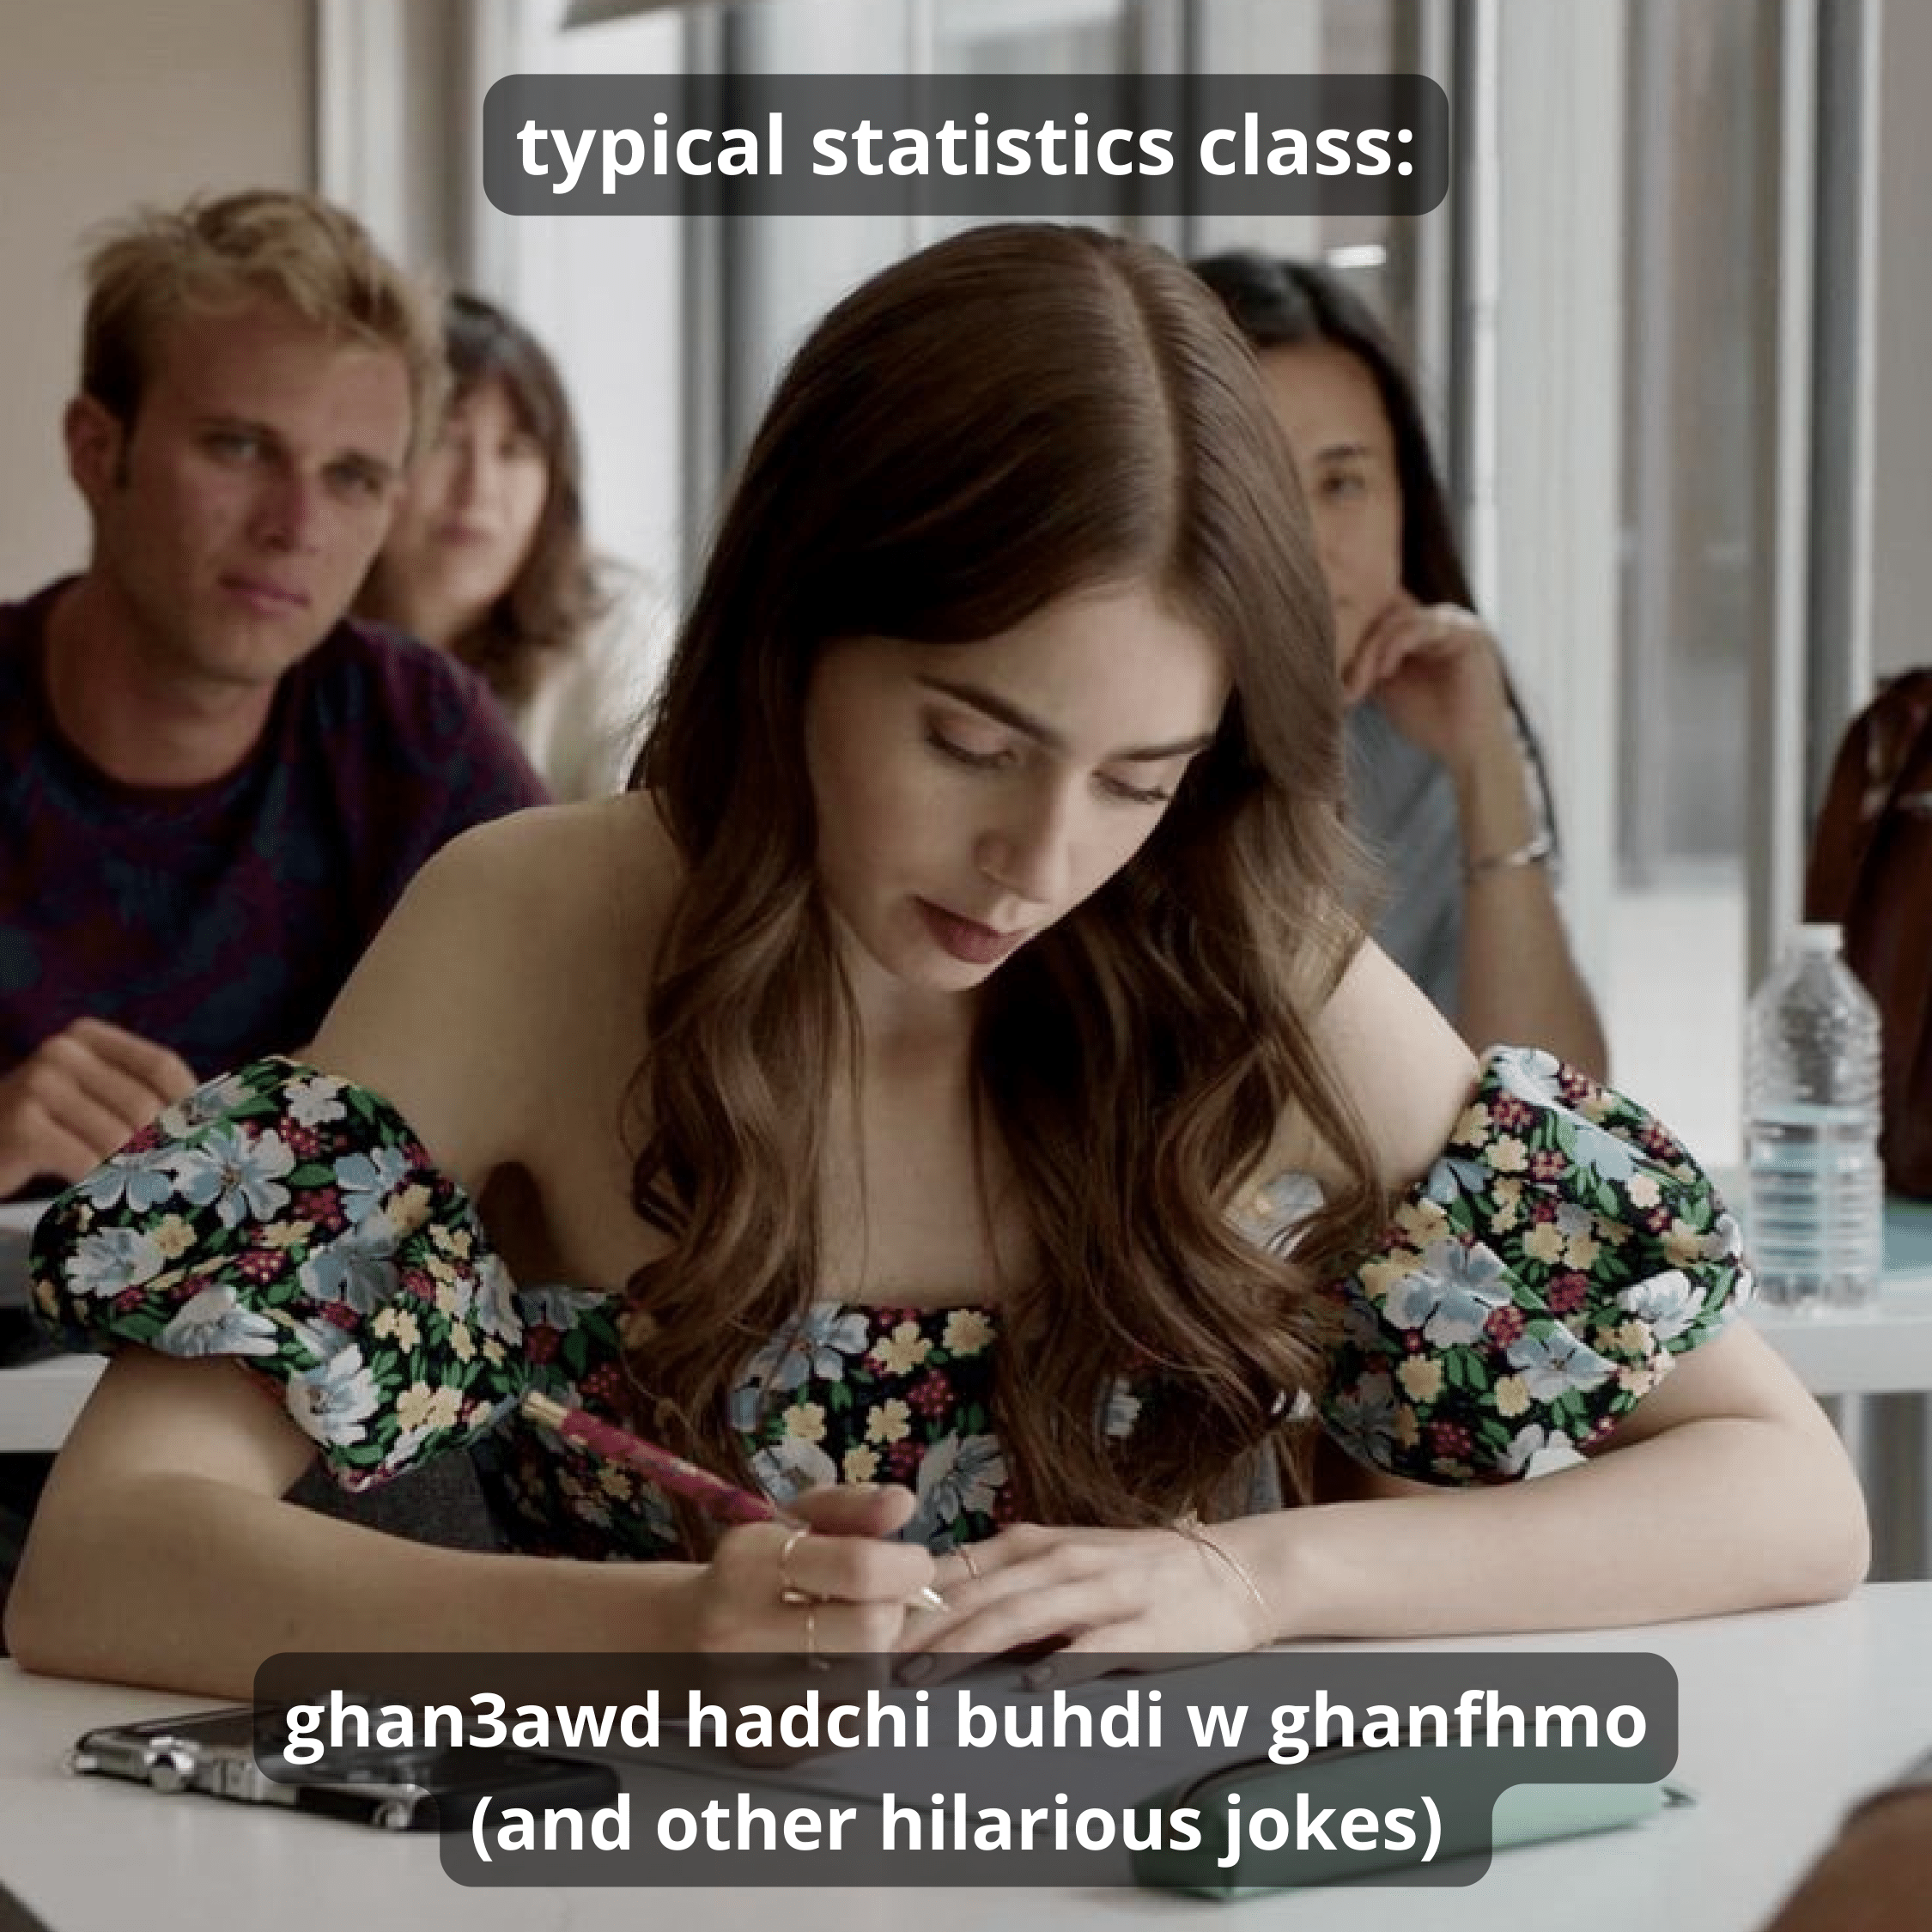 typical statistics class:
ghan3awd hadchi buhdi w ghanfhmo
(and other hilarious jokes)